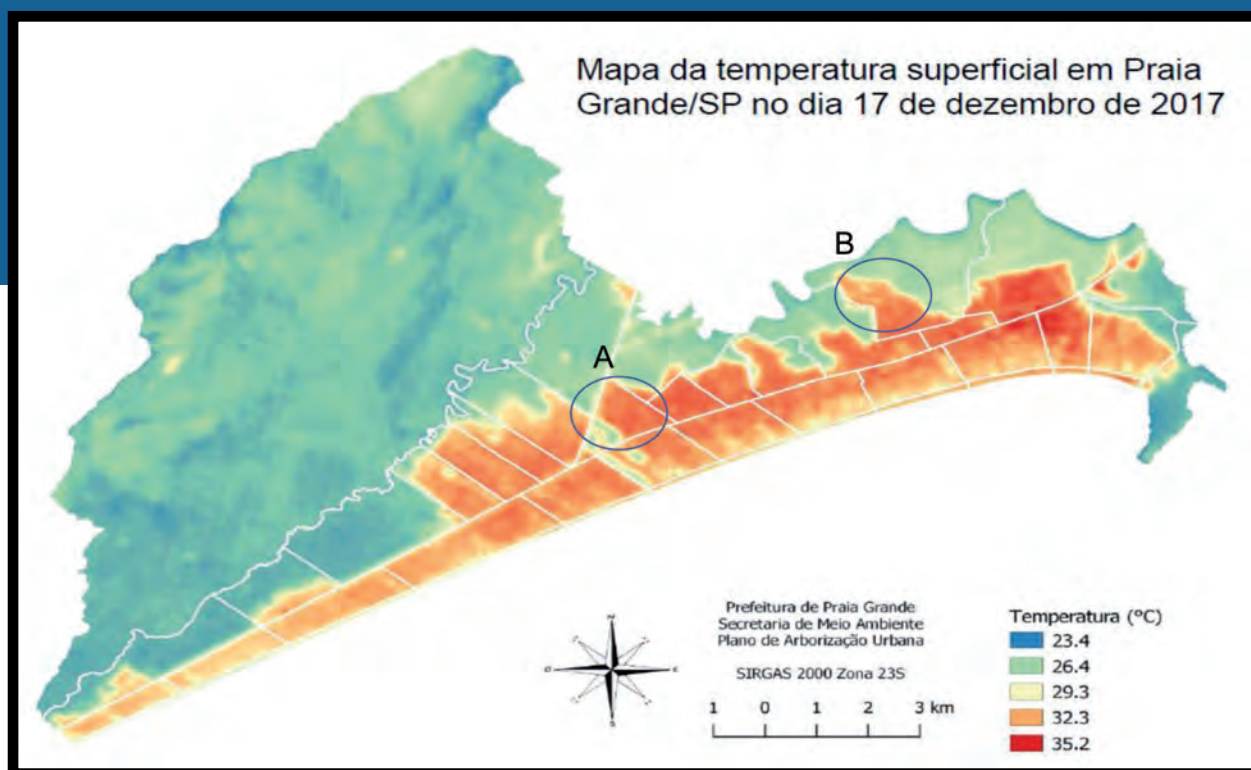 Mapa da temperatura superficial em Praia
Grande/SP no dia 17 de dezembro de 2017
B
A
Prefeitura de Praia Grande
Secretaria de Meio Ambiente
Plano de Arborização Urbana
SIRGAS 2000 Zona 23S
1 0 1 2 3 km
Temperatura (ºC)
23.4
26.4
29.3
32.3
35.2
N
O
E
S